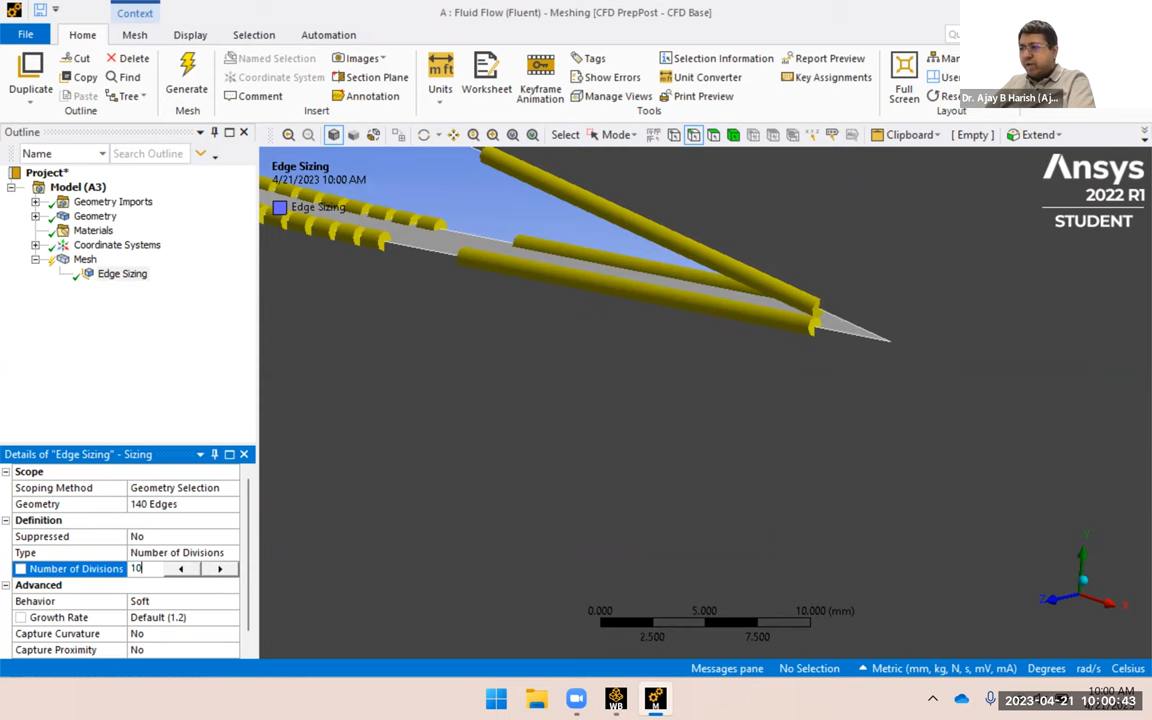 Context
A : Fluid Flow (Fluent) - Meshing [CFD PrepPost - CFD Base]
File Home Mesh Display Selection Automation
Duplicate
Cut Delete
Copy Find
Paste Tree
Outline
Generate
Mesh
Named Selection Images
Coordinate System Section Plane
Comment Annotation
Insert
Units Worksheet Keyframe Animation
Tags Selection Information Report Preview
Show Errors Unit Converter Key Assignments
Manage Views Print Preview
Tools
Full Screen
Layout
Dr. Ajay B Harish (Aj...
Outline
Name Search Outline
Select Mode Clipboard [ Empty ] Extend
Project*
Model (A3)
Geometry Imports
Geometry
Materials
Coordinate Systems
Mesh
Edge Sizing
Edge Sizing
4/21/2023 10:00 AM
Edge Sizing
Ansys
2022 R1
STUDENT
Details of "Edge Sizing" - Sizing
Scope
Scoping Method Geometry Selection
Geometry 140 Edges
Definition
Suppressed No
Type Number of Divisions
Number of Divisions 10
Advanced
Behavior Soft
Growth Rate Default (1.2)
Capture Curvature No
Capture Proximity No
0.000 5.000 10.000 (mm)
2.500 7.500
Y
Z X
Messages pane No Selection Metric (mm, kg, N, s, mV, mA) Degrees rad/s Celsius
WB M
10:00 AM
2023-04-21 10:00:43